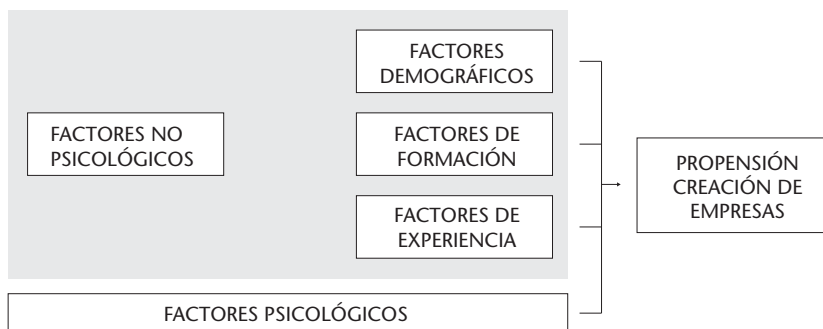 FACTORES
DEMOGRÁFICOS
FACTORES NO
PSICOLÓGICOS
FACTORES DE
FORMACIÓN
FACTORES DE
EXPERIENCIA
PROPENSIÓN
CREACIÓN DE
EMPRESAS
FACTORES PSICOLÓGICOS